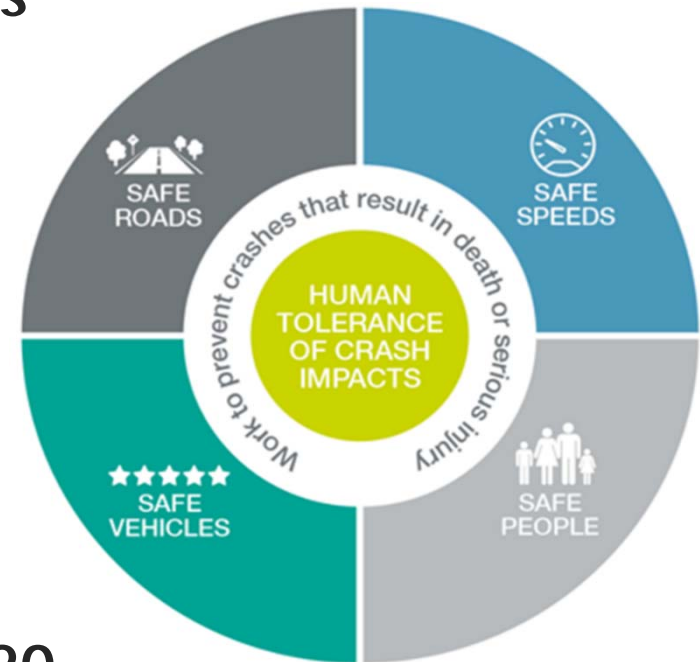 s
SAFE
ROADS
SAFE
SPEEDS
Work to prevent crashes that result in death or serious injury
HUMAN
TOLERANCE
OF CRASH
IMPACTS
SAFE
VEHICLES
SAFE
PEOPLE
20